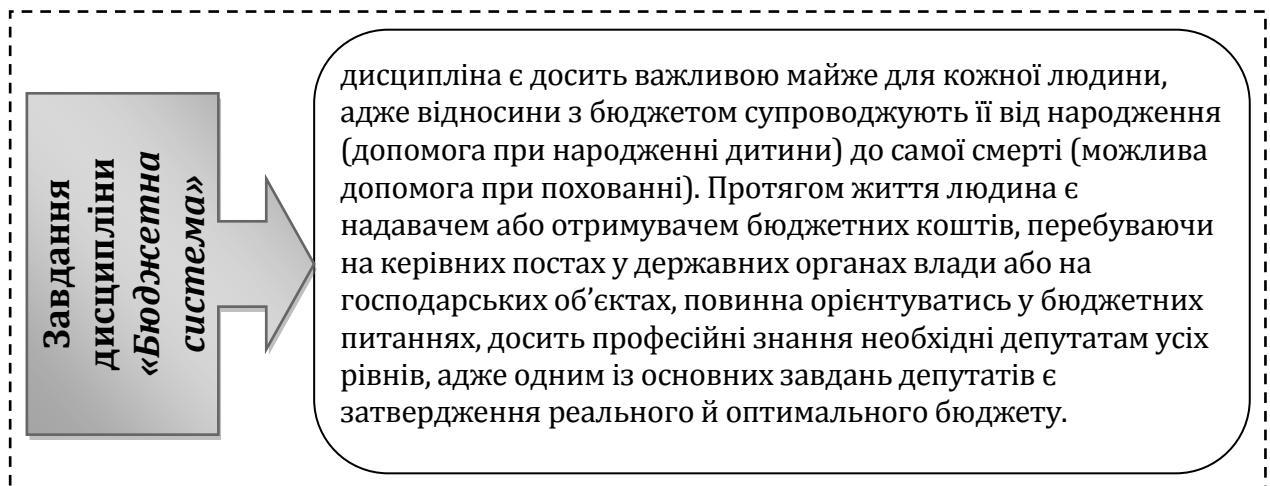 Завдання
дисципліни
«Бюджетна
система»
дисципліна є досить важливою майже для кожної людини,
адже відносини з бюджетом супроводжують її від народження
(допомога при народженні дитини) до самої смерті (можлива
допомога при похованні). Протягом життя людина є
надавачем або отримувачем бюджетних коштів, перебуваючи
на керівних постах у державних органах влади або на
господарських об’єктах, повинна орієнтуватись у бюджетних
питаннях, досить професійні знання необхідні депутатам усіх
рівнів, адже одним із основних завдань депутатів є
затвердження реального й оптимального бюджету.